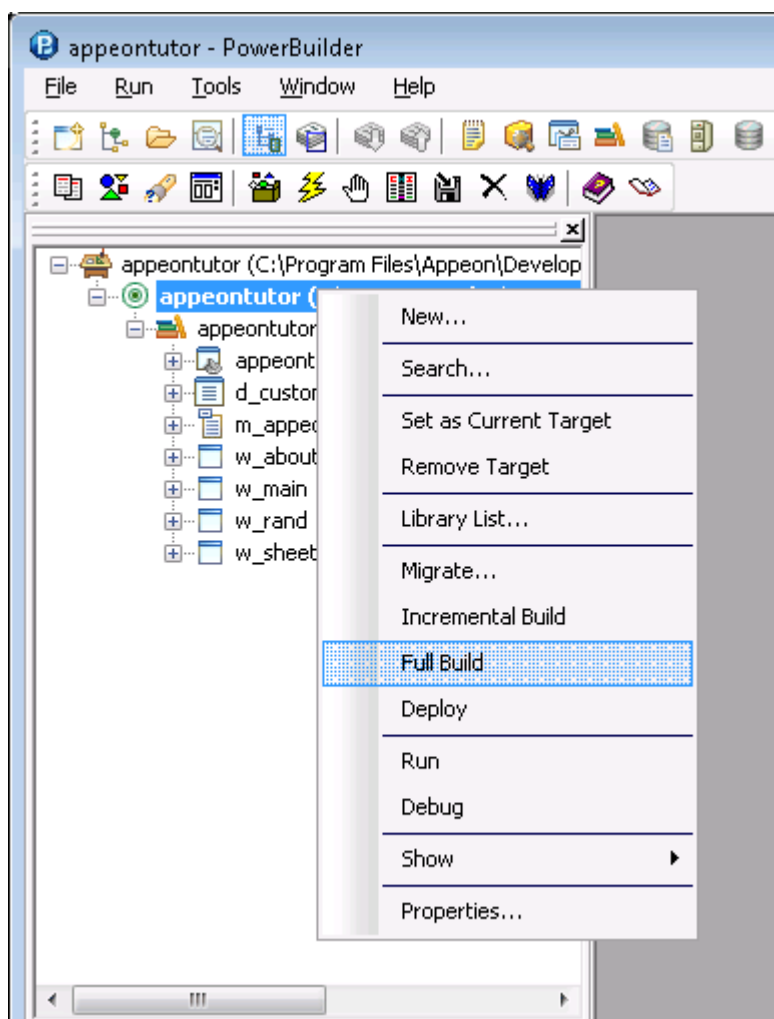 appeontutor - PowerBuilder
File Run Tools Window Help
appeontutor (C:\Program Files\Appeon\Develop
appeontutor (
appeontutor
appeont
d_custor
m_appeo
w_about
w_main
w_rand
w_sheet
New...
Search...
Set as Current Target
Remove Target
Library List...
Migrate...
Incremental Build
Full Build
Deploy
Run
Debug
Show
Properties...